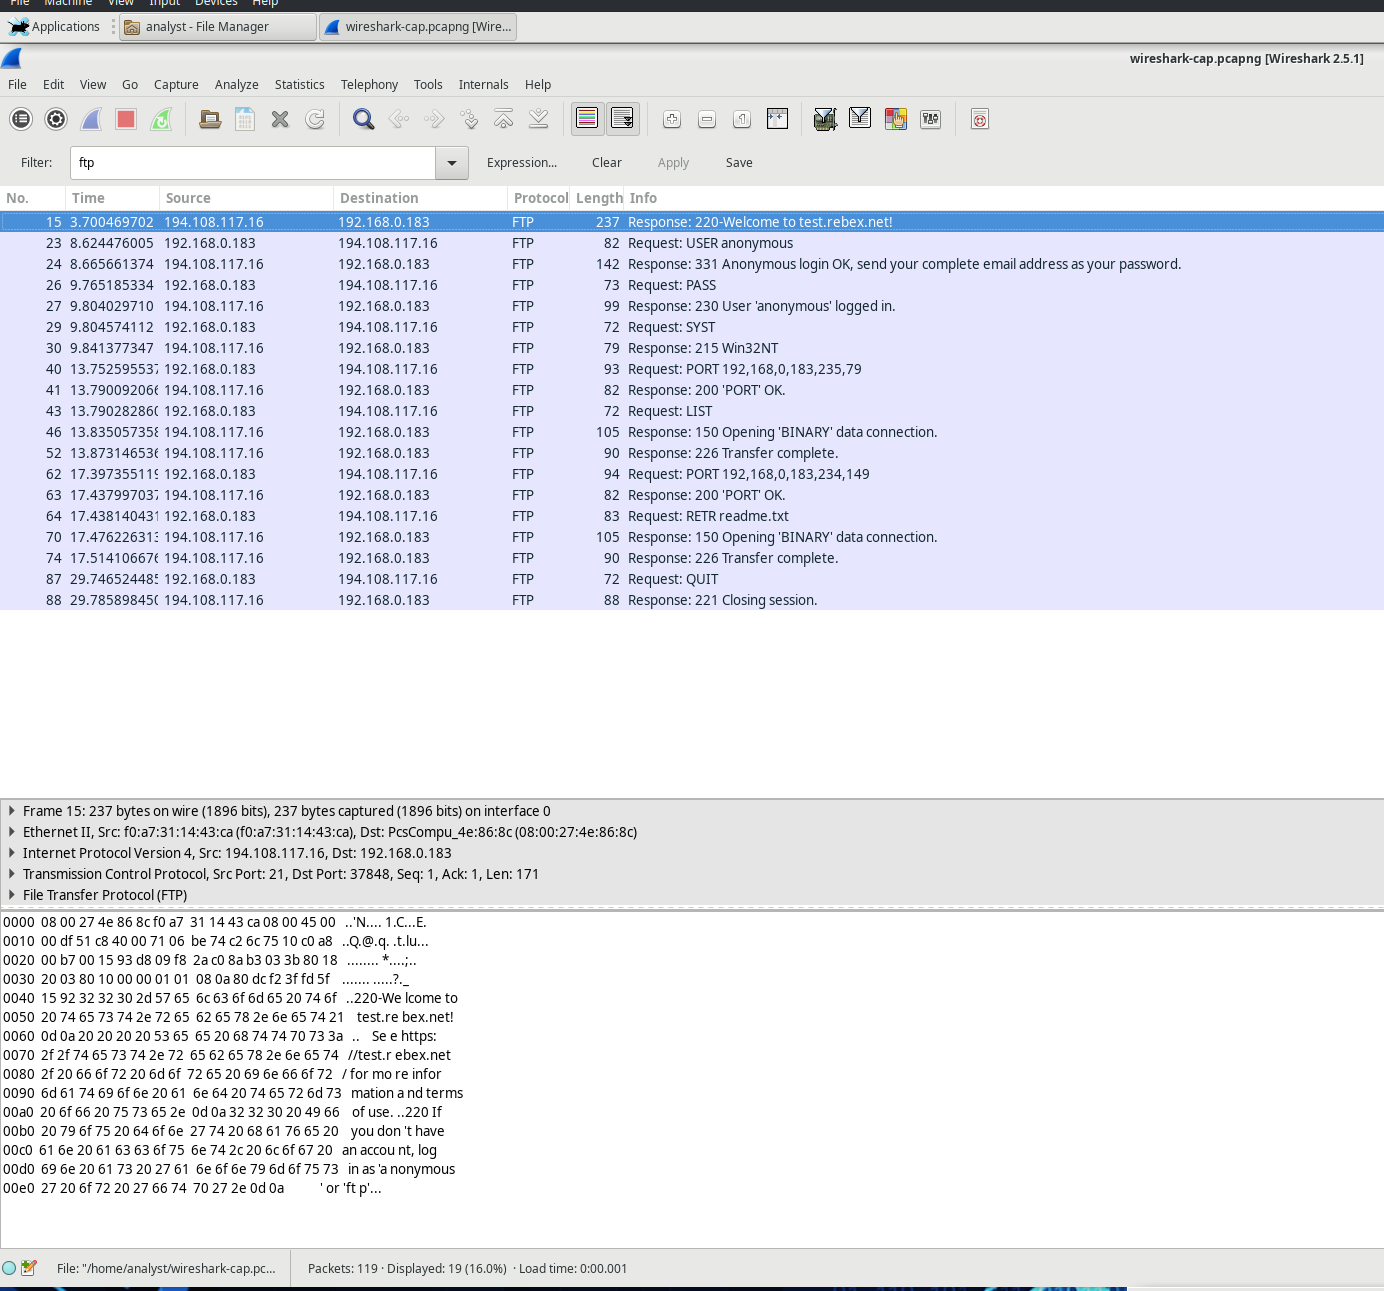 File Machine View Input Devices Help
Applications analyst - File Manager wireshark-cap.pcapng [Wire...
wireshark-cap.pcapng [Wireshark 2.5.1]
File Edit View Go Capture Analyze Statistics Telephony Tools Internals Help
Filter: ftp Expression... Clear Apply Save
No. Time Source Destination Protocol Length Info
15 3.700469702 194.108.117.16 192.168.0.183 FTP 237 Response: 220-Welcome to test.rebex.net!
23 8.624476005 192.168.0.183 194.108.117.16 FTP 82 Request: USER anonymous
24 8.665661374 194.108.117.16 192.168.0.183 FTP 142 Response: 331 Anonymous login OK, send your complete email address as your password.
26 9.765185334 192.168.0.183 194.108.117.16 FTP 73 Request: PASS
27 9.804029710 194.108.117.16 192.168.0.183 FTP 99 Response: 230 User 'anonymous' logged in.
29 9.804574112 192.168.0.183 194.108.117.16 FTP 72 Request: SYST
30 9.841377347 194.108.117.16 192.168.0.183 FTP 79 Response: 215 Win32NT
40 13.752595537 192.168.0.183 194.108.117.16 FTP 93 Request: PORT 192,168,0,183,235,79
41 13.790092066 194.108.117.16 192.168.0.183 FTP 82 Response: 200 'PORT' OK.
43 13.790282860 192.168.0.183 194.108.117.16 FTP 72 Request: LIST
46 13.835057358 194.108.117.16 192.168.0.183 FTP 105 Response: 150 Opening 'BINARY' data connection.
52 13.873146536 194.108.117.16 192.168.0.183 FTP 90 Response: 226 Transfer complete.
62 17.397355119 192.168.0.183 194.108.117.16 FTP 94 Request: PORT 192,168,0,183,234,149
63 17.437997037 194.108.117.16 192.168.0.183 FTP 82 Response: 200 'PORT' OK.
64 17.438140431 192.168.0.183 194.108.117.16 FTP 83 Request: RETR readme.txt
70 17.476226313 194.108.117.16 192.168.0.183 FTP 105 Response: 150 Opening 'BINARY' data connection.
74 17.514106676 194.108.117.16 192.168.0.183 FTP 90 Response: 226 Transfer complete.
87 29.746524485 192.168.0.183 194.108.117.16 FTP 72 Request: QUIT
88 29.785898450 194.108.117.16 192.168.0.183 FTP 88 Response: 221 Closing session.
Frame 15: 237 bytes on wire (1896 bits), 237 bytes captured (1896 bits) on interface 0
Ethernet II, Src: f0:a7:31:14:43:ca (f0:a7:31:14:43:ca), Dst: PcsCompu_4e:86:8c (08:00:27:4e:86:8c)
Internet Protocol Version 4, Src: 194.108.117.16, Dst: 192.168.0.183
Transmission Control Protocol, Src Port: 21, Dst Port: 37848, Seq: 1, Ack: 1, Len: 171
File Transfer Protocol (FTP)
0000 08 00 27 4e 86 8c f0 a7 31 14 43 ca 08 00 45 00 ..'N.... 1.C...E.
0010 00 df 51 c8 40 00 71 06 be 74 c2 6c 75 10 c0 a8 ..Q.@.q. .t.lu...
0020 00 b7 00 15 93 d8 09 f8 2a c0 8a b3 03 3b 80 18 ........ *....;..
0030 20 03 80 10 00 00 01 01 08 0a 80 dc f2 3f fd 5f ....... .....?._
0040 15 92 32 32 30 2d 57 65 6c 63 6f 6d 65 20 74 6f ..220-We lcome to
0050 20 74 65 73 74 2e 72 65 62 65 78 2e 6e 65 74 21 test.re bex.net!
0060 0d 0a 20 20 20 20 53 65 65 20 68 74 74 70 73 3a .. Se e https:
0070 2f 2f 74 65 73 74 2e 72 65 62 65 78 2e 6e 65 74 //test.r ebex.net
0080 2f 20 66 6f 72 20 6d 6f 72 65 20 69 6e 66 6f 72 / for mo re infor
0090 6d 61 74 69 6f 6e 20 61 6e 64 20 74 65 72 6d 73 mation a nd terms
00a0 20 6f 66 20 75 73 65 2e 0d 0a 32 32 30 20 49 66 of use. ..220 If
00b0 20 79 6f 75 20 64 6f 6e 27 74 20 68 61 76 65 20 you don 't have
00c0 61 6e 20 61 63 63 6f 75 6e 74 2c 20 6c 6f 67 20 an accou nt, log
00d0 69 6e 20 61 73 20 27 61 6e 6f 6e 79 6d 6f 75 73 in as 'a nonymous
00e0 27 20 6f 72 20 27 66 74 70 27 2e 0d 0a ' or 'ft p'...
File: "/home/analyst/wireshark-cap.pc... Packets: 119 · Displayed: 19 (16.0%) · Load time: 0:00.001